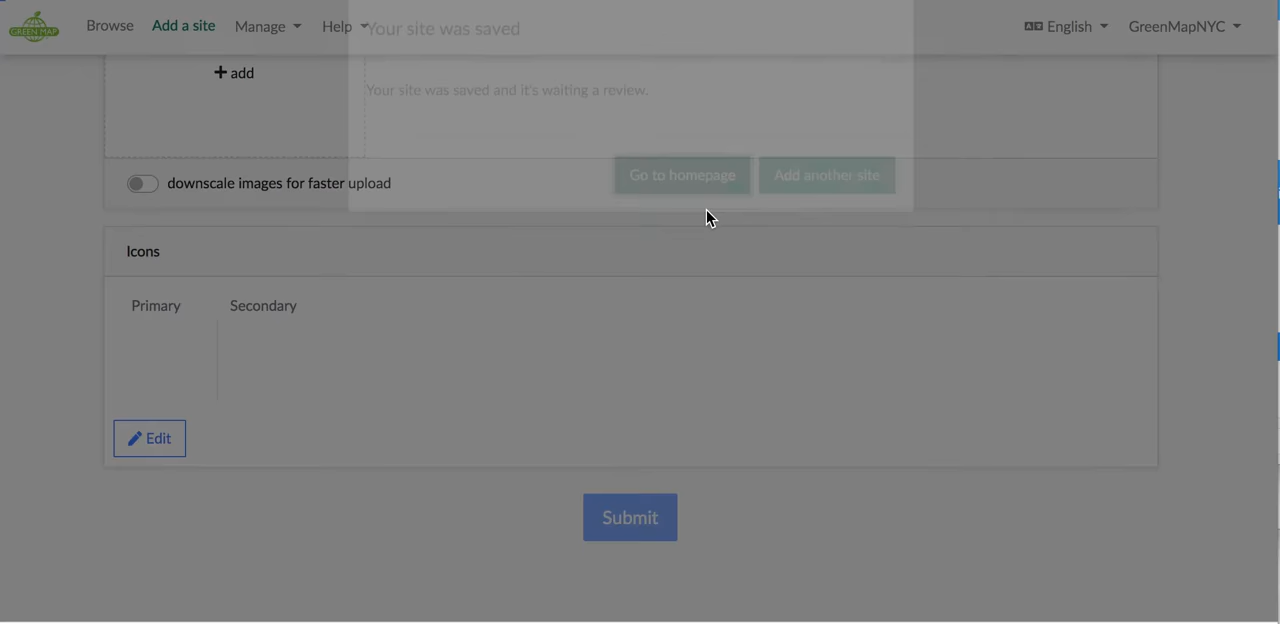 GREEN MAP
Browse Add a site Manage Help English GreenMapNYC
Your site was saved
add
Your site was saved and it's waiting a review.
downscale images for faster upload
Go to homepage Add another site
Icons
Primary Secondary
Edit
Submit